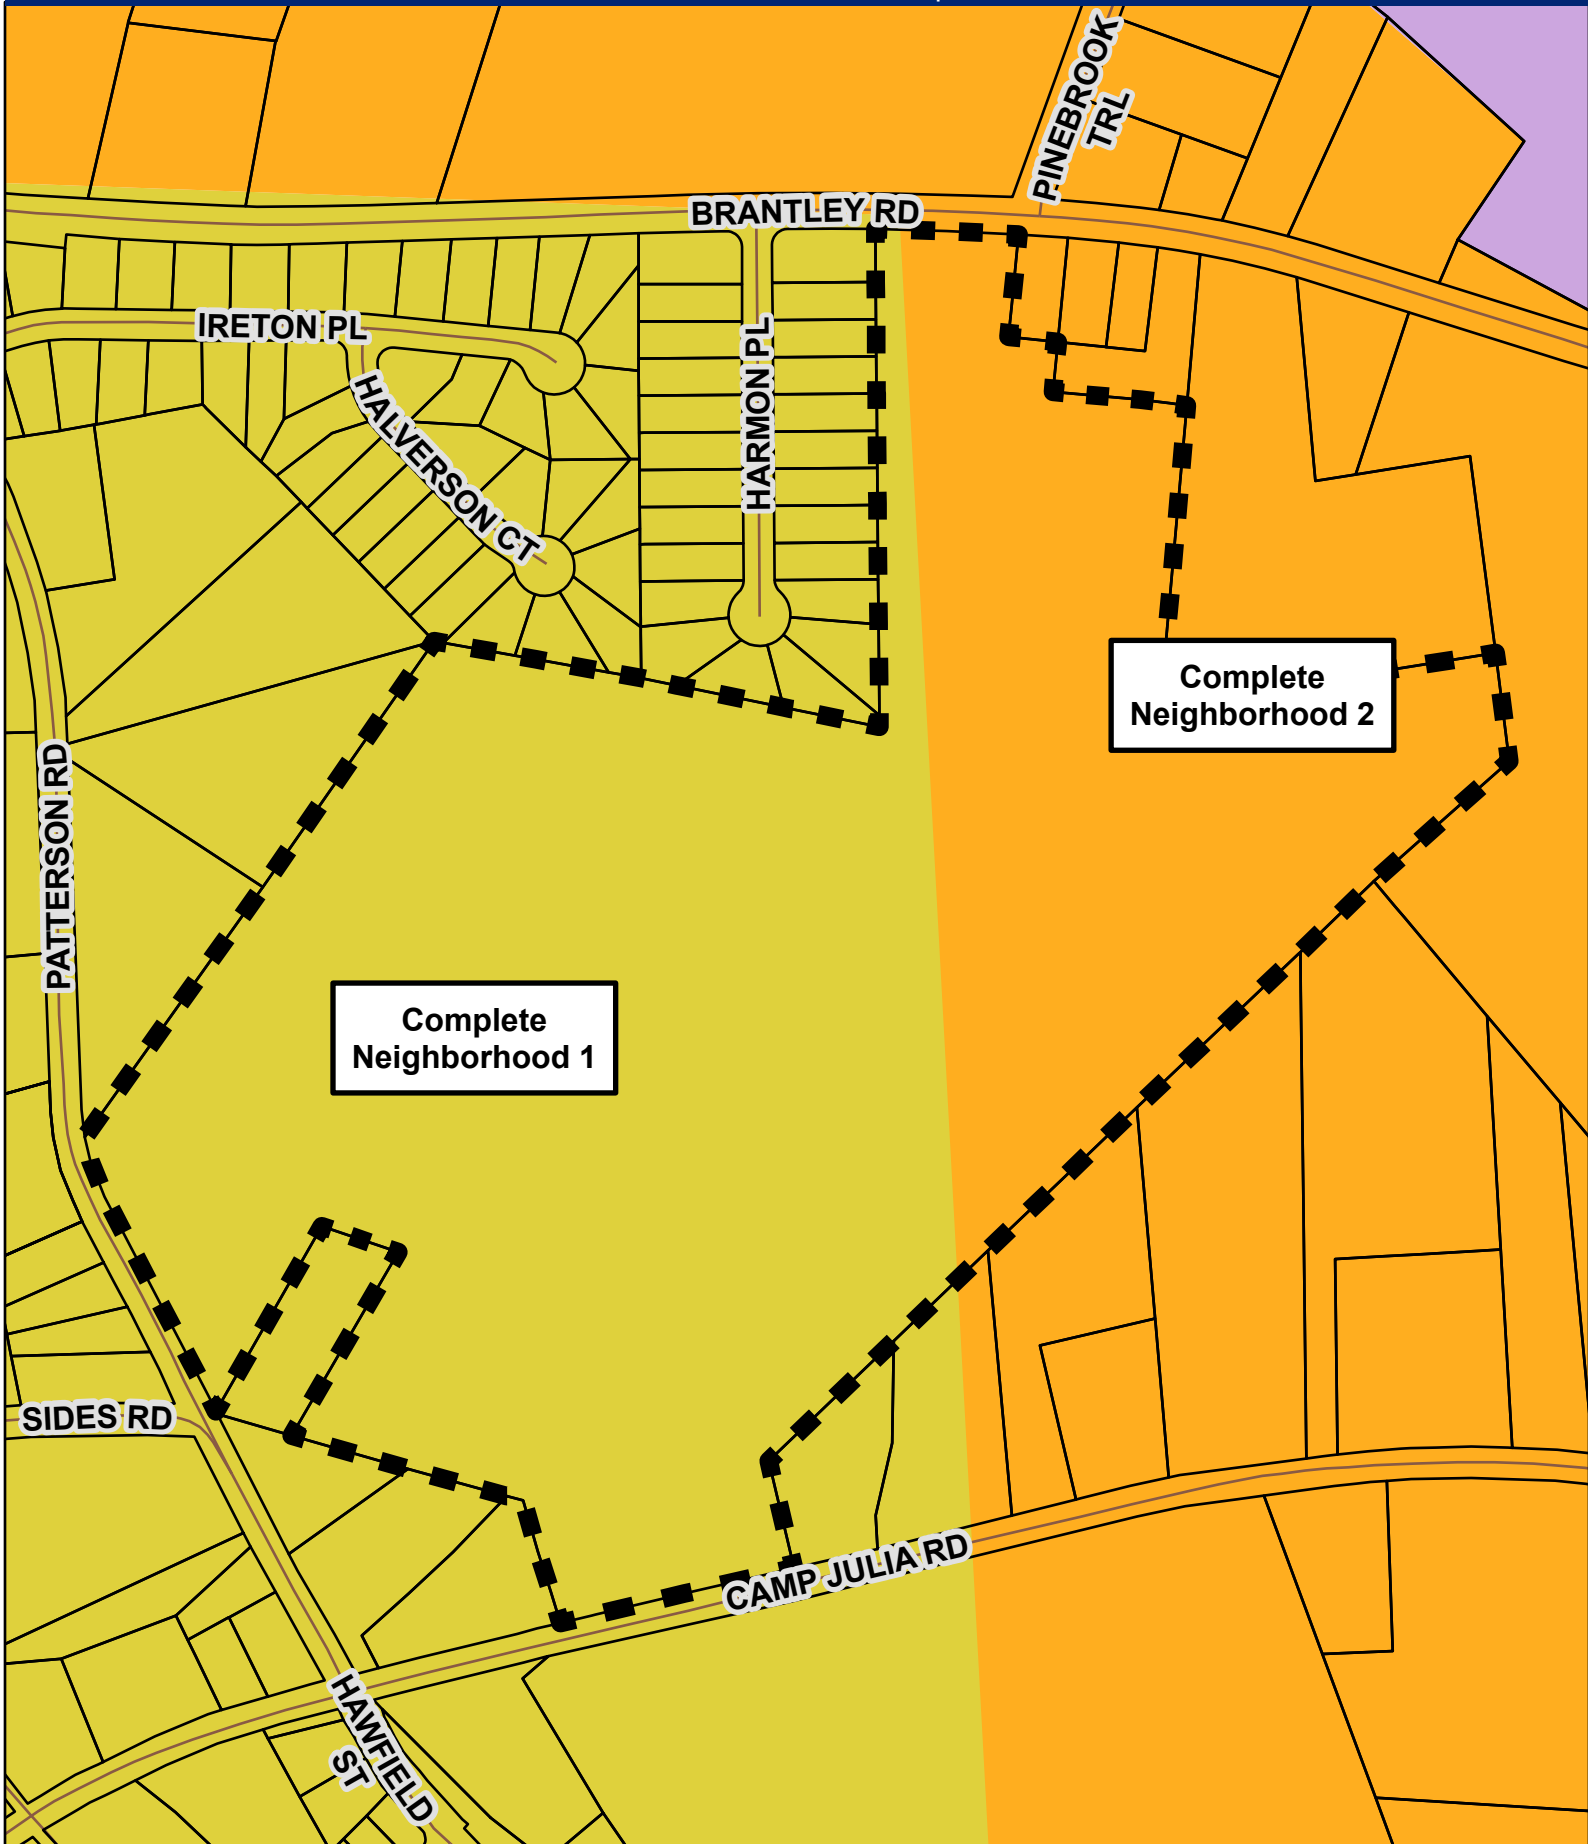 PINEBROOK
TRL
BRANTLEY RD
IRETON PL
HALVERSON CT
HARMON PL
Complete
Neighborhood 2
PATTERSON RD
Complete
Neighborhood 1
SIDES RD
CAMP JULIA RD
HAWFIELD
ST